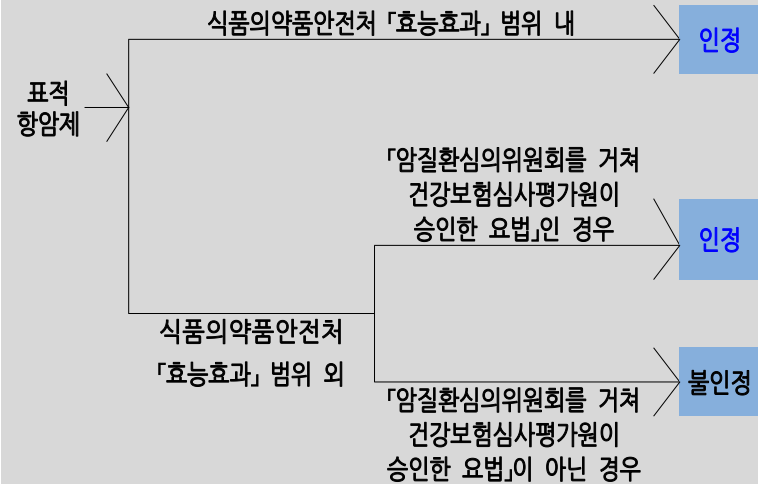 식품의약품안전처 「효능효과」 범위 내
인정
표적
항암제
「암질환심의위원회를 거쳐
건강보험심사평가원이
승인한 요법」인 경우
인정
식품의약품안전처
「효능효과」 범위 외
불인정
「암질환심의위원회를 거쳐
건강보험심사평가원이
승인한 요법」이 아닌 경우